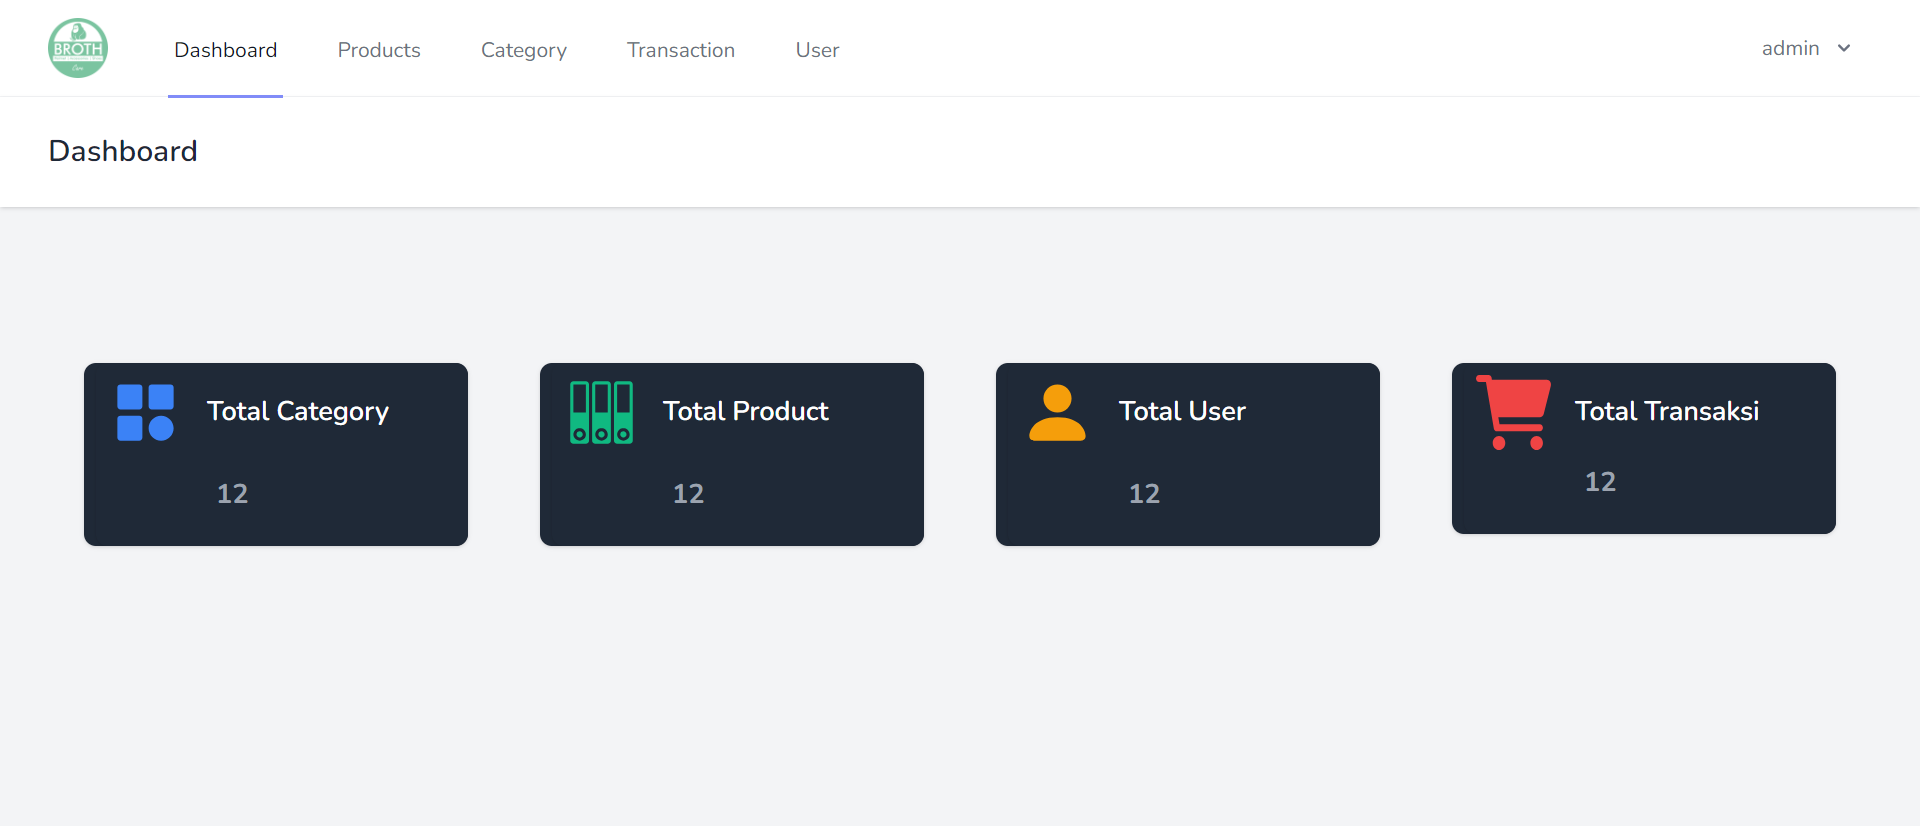 BROTH
Dashboard
Products
Category
Transaction
User
admin
Dashboard
Total Category
12
Total Product
12
Total User
12
Total Transaksi
12